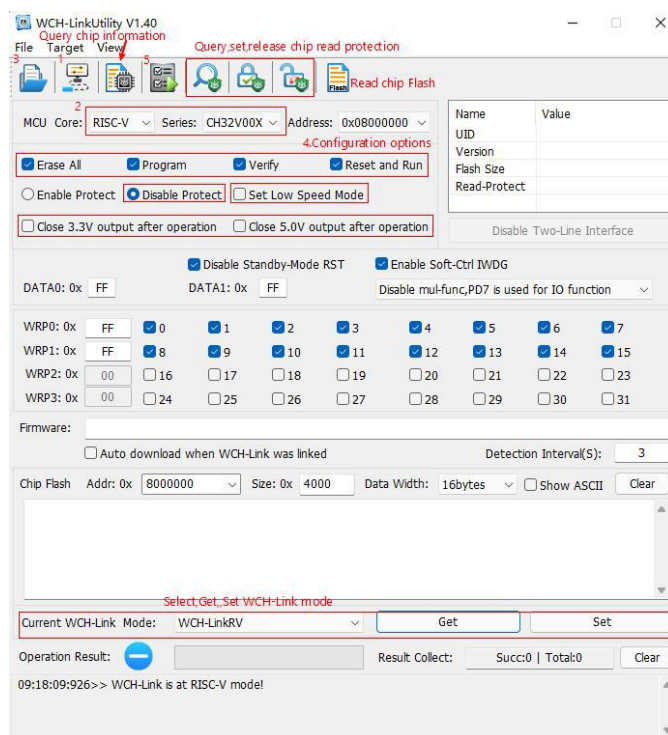 WCH-LinkUtility V1.40
Query chip information
File Target View
Query,set,release chip read protection
3 1 5
Flash
Read chip Flash
2
MCU Core: RISC-V Series: CH32V00X Address: 0x08000000
4.Configuration options
Erase All Program Verify Reset and Run
Enable Protect Disable Protect Set Low Speed Mode
Close 3.3V output after operation Close 5.0V output after operation
Name Value
UID
Version
Flash Size
Read-Protect
Disable Two-Line Interface
Disable Standby-Mode RST Enable Soft-Ctrl IWDG
DATA0: 0x FF DATA1: 0x FF Disable mul-func,PD7 is used for IO function
WRP0: 0x FF 0 1 2 3 4 5 6 7
WRP1: 0x FF 8 9 10 11 12 13 14 15
WRP2: 0x 00 16 17 18 19 20 21 22 23
WRP3: 0x 00 24 25 26 27 28 29 30 31
Firmware:
Auto download when WCH-Link was linked Detection Interval(S): 3
Chip Flash Addr: 0x 8000000 Size: 0x 4000 Data Width: 16bytes Show ASCII Clear
Select,Get,,Set WCH-Link mode
Current WCH-Link Mode: WCH-LinkRV Get Set
Operation Result: Result Collect: Succ:0 | Total:0 Clear
09:18:09:926>> WCH-Link is at RISC-V mode!